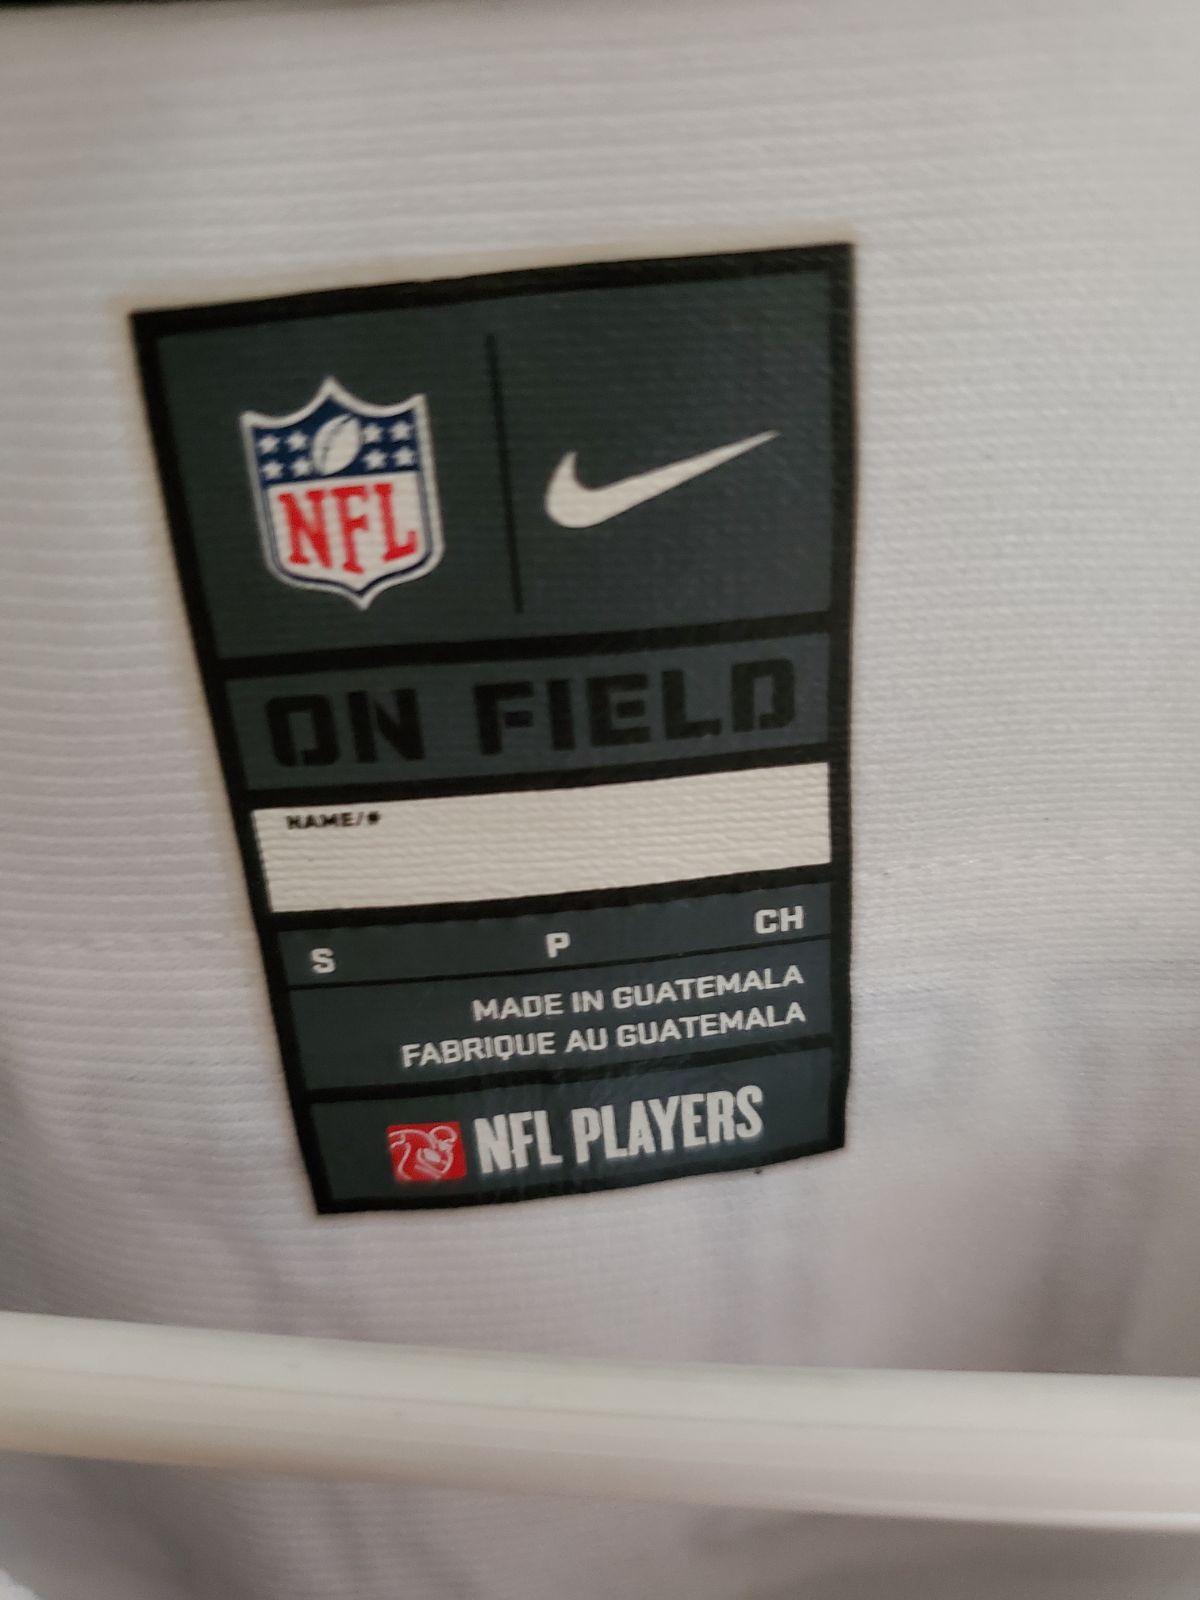 NFL
ON FIELD
NAME/#
S P CH
MADE IN GUATEMALA
FABRIQUE AU GUATEMALA
NFL PLAYERS